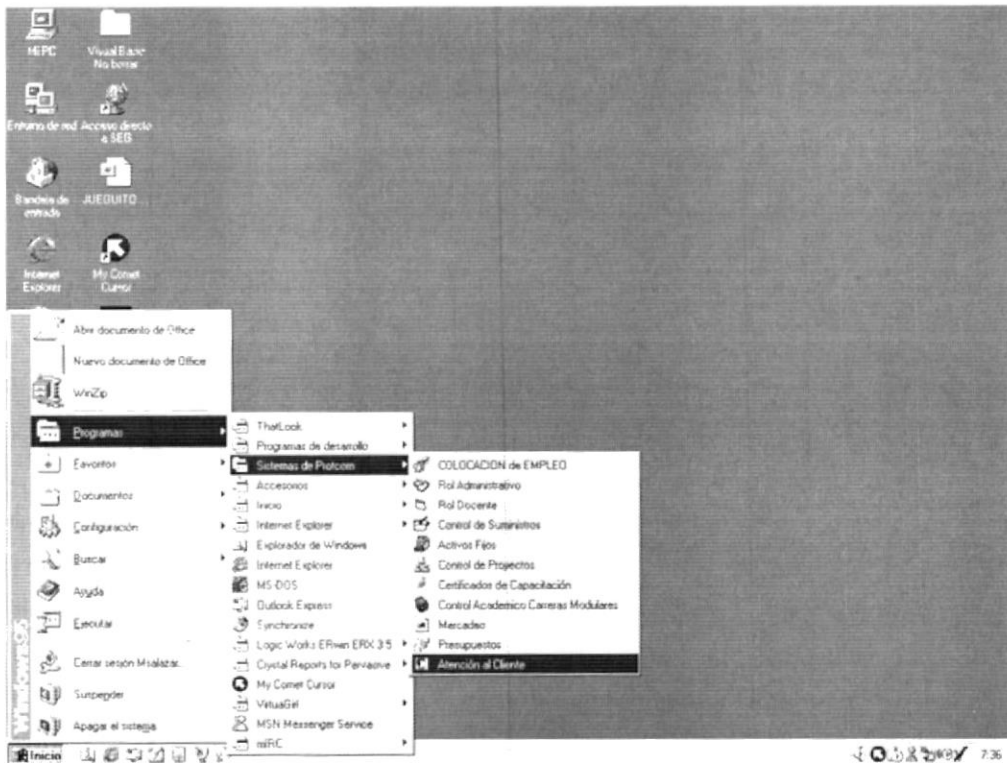 Mi PC
Visual Basic
No borrar
Entorno de red
Acceso directo
a SEG
Bandeja de
entrada
JUEGUITO ...
Internet
Explorer
My Comet
Cursor
Abrir documento de Office
Nuevo documento de Office
WinZip
Programas
Favoritos
Documentos
Configuración
Buscar
Ayuda
Ejecutar
Cerrar sesión Msalazar...
Suspender
Apagar el sistema
ThatLook
Programas de desarrollo
Sistemas de Protcom
Accesorios
Inicio
Internet Explorer
Explorador de Windows
Internet Explorer
MS-DOS
Outlook Express
Synchronize
Logic Works ERwin ERX 3.5
Crystal Reports for Pervasive
My Comet Cursor
VirtuaGirl
MSN Messenger Service
mIRC
COLOCACION de EMPLEO
Rol Administrativo
Rol Docente
Control de Suministros
Activos Fijos
Control de Proyectos
Certificados de Capacitación
Control Academico Carreras Modulares
Mercadeo
Presupuestos
Atención al Cliente
Inicio
7:36